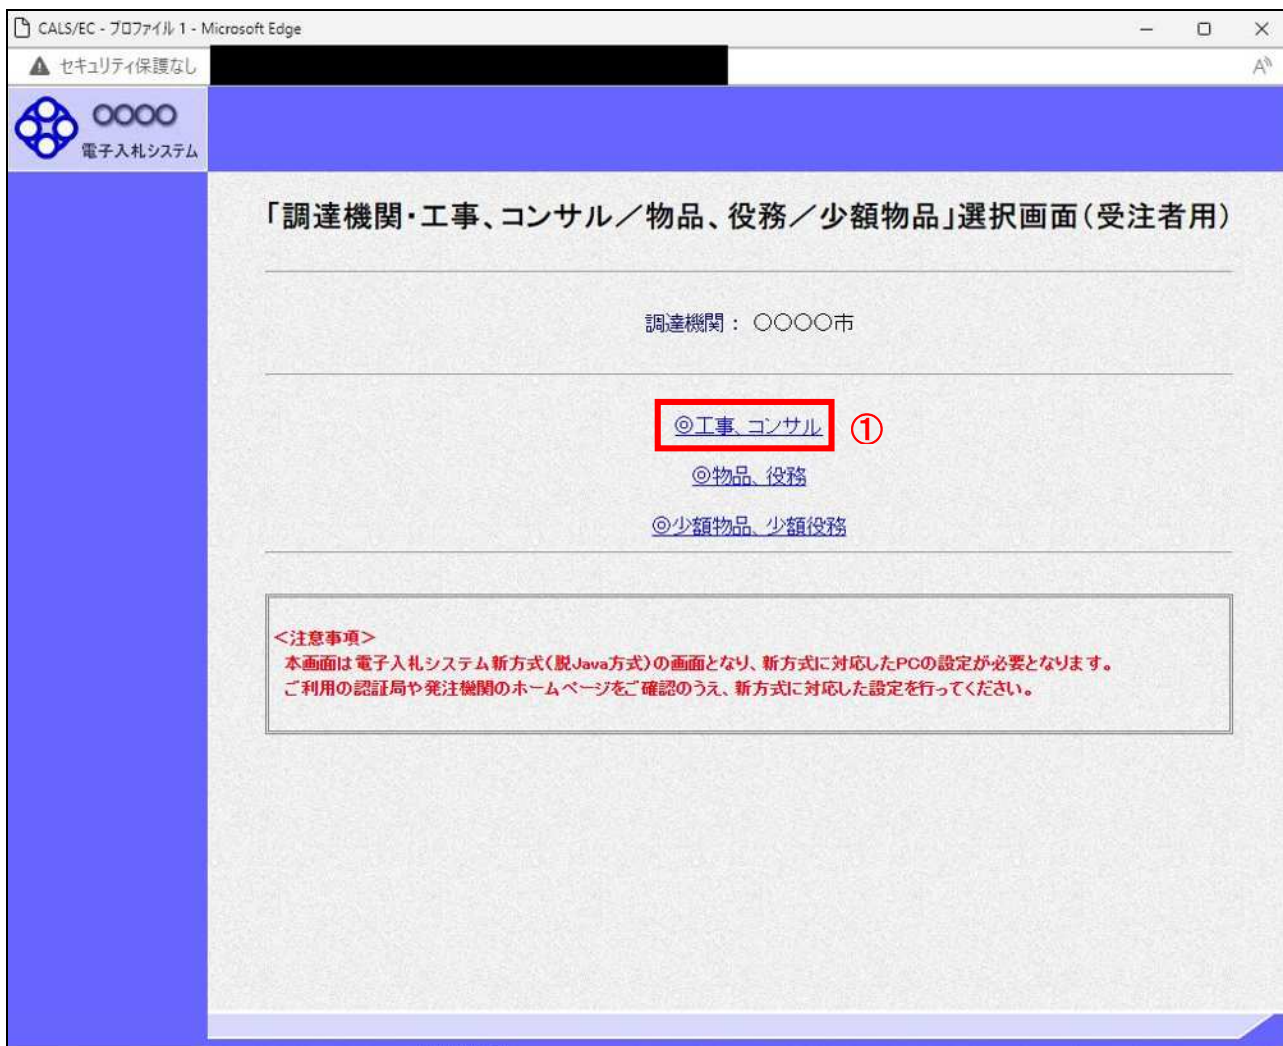 CALS/EC - プロファイル 1 - Microsoft Edge
セキュリティ保護なし
A
○○○○
電子入札システム
「調達機関・工事、コンサル／物品、役務／少額物品」選択画面（受注者用）
調達機関： ○○○○市
◎工事、コンサル ①
◎物品、役務
◎少額物品、少額役務
＜注意事項＞
本画面は電子入札システム新方式（脱Java方式）の画面となり、新方式に対応したPCの設定が必要となります。
ご利用の認証局や発注機関のホームページをご確認のうえ、新方式に対応した設定を行ってください。